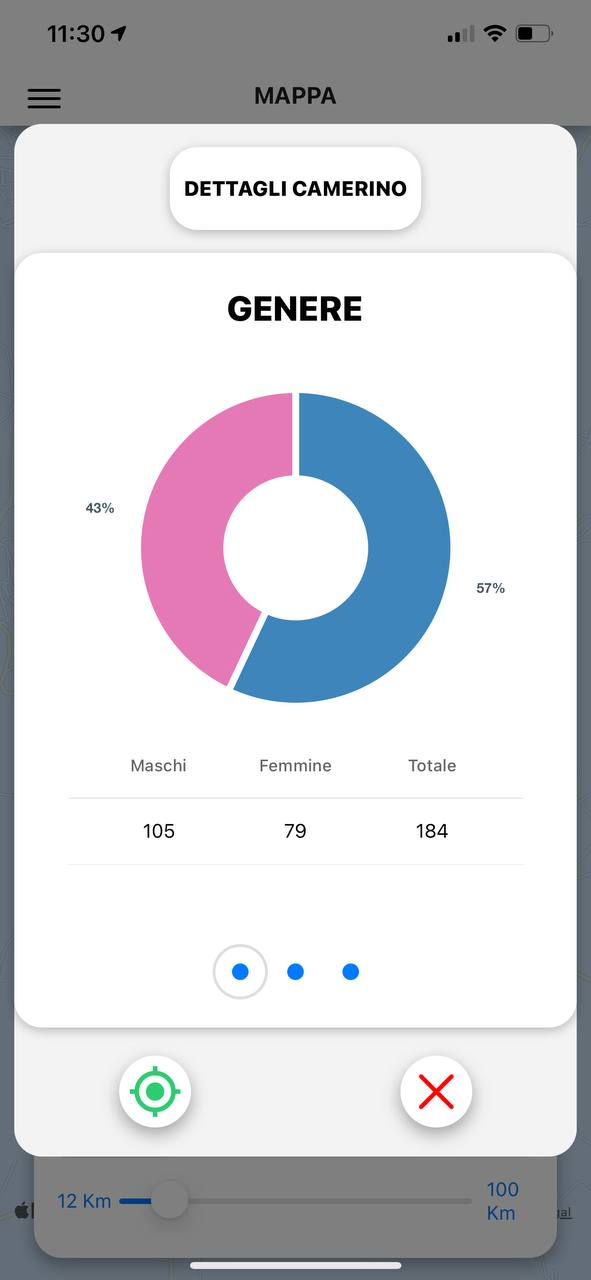 11:30
MAPPA
DETTAGLI CAMERINO
GENERE
43%
57%
Maschi Femmine Totale
105 79 184
12 Km
100
Km